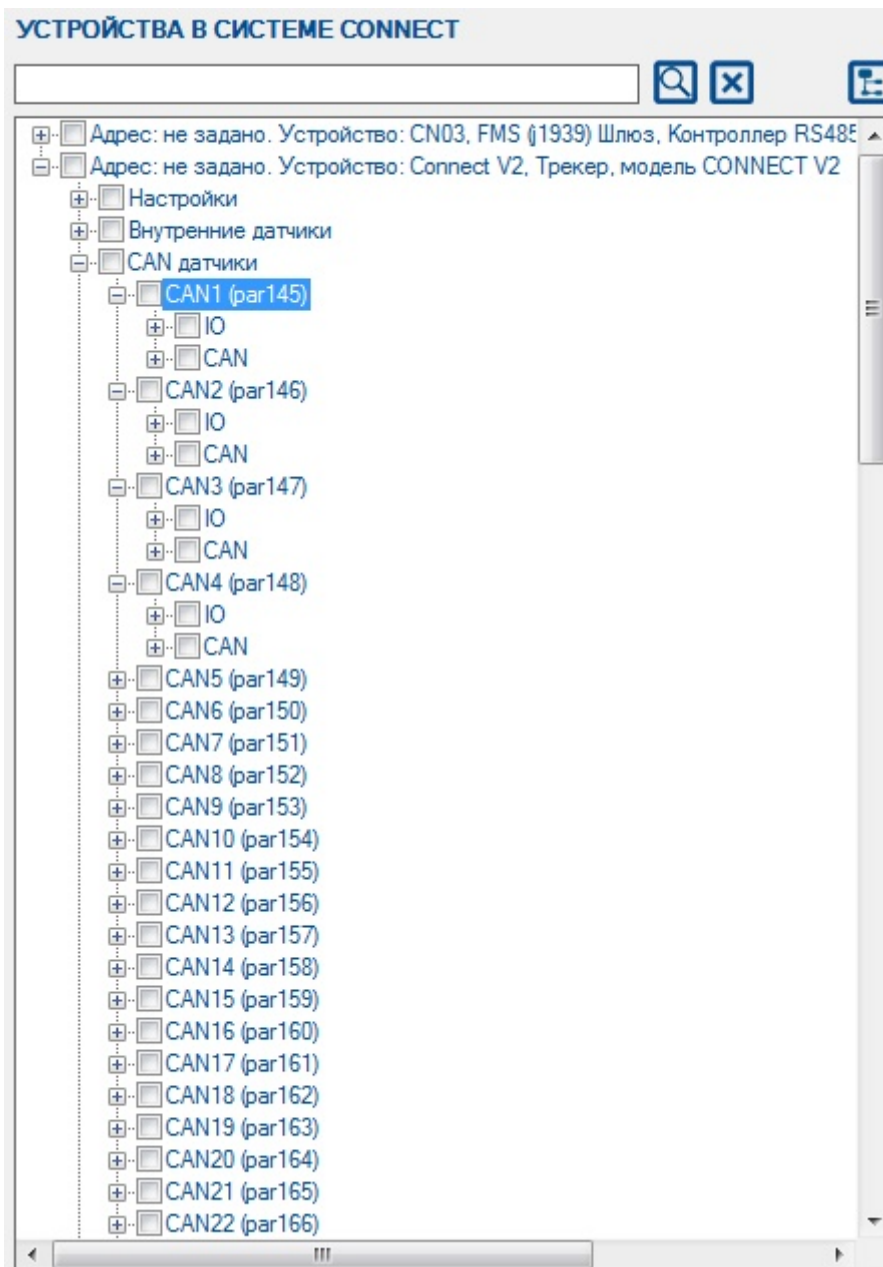 УСТРОЙСТВА В СИСТЕМЕ CONNECT
Адрес: не задано. Устройство: CN03, FMS (j1939) Шлюз, Контроллер RS485
Адрес: не задано. Устройство: Connect V2, Трекер, модель CONNECT V2
Настройки
Внутренние датчики
CAN датчики
CAN1 (par145)
IO
CAN
CAN2 (par146)
IO
CAN
CAN3 (par147)
IO
CAN
CAN4 (par148)
IO
CAN
CAN5 (par149)
CAN6 (par150)
CAN7 (par151)
CAN8 (par152)
CAN9 (par153)
CAN10 (par154)
CAN11 (par155)
CAN12 (par156)
CAN13 (par157)
CAN14 (par158)
CAN15 (par159)
CAN16 (par160)
CAN17 (par161)
CAN18 (par162)
CAN19 (par163)
CAN20 (par164)
CAN21 (par165)
CAN22 (par166)